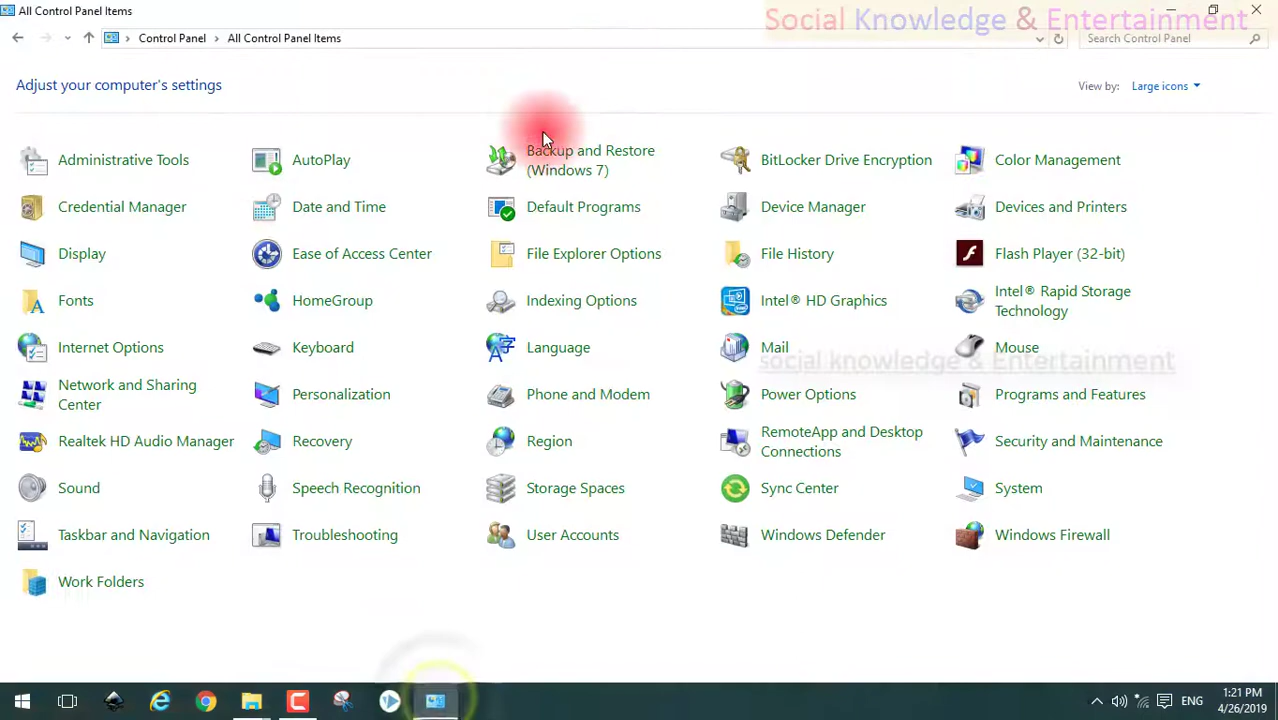 All Control Panel Items
Social Knowledge & Entertainment
Control Panel › All Control Panel Items
Search Control Panel
Adjust your computer's settings
View by: Large icons
Administrative Tools
AutoPlay
Backup and Restore
(Windows 7)
BitLocker Drive Encryption
Color Management
Credential Manager
Date and Time
Default Programs
Device Manager
Devices and Printers
Display
Ease of Access Center
File Explorer Options
File History
Flash Player (32-bit)
Fonts
HomeGroup
Indexing Options
Intel® HD Graphics
Intel® Rapid Storage
Technology
Internet Options
Keyboard
Language
Mail
Mouse
social knowledge & Entertainment
Network and Sharing
Center
Personalization
Phone and Modem
Power Options
Programs and Features
Realtek HD Audio Manager
Recovery
Region
RemoteApp and Desktop
Connections
Security and Maintenance
Sound
Speech Recognition
Storage Spaces
Sync Center
System
Taskbar and Navigation
Troubleshooting
User Accounts
Windows Defender
Windows Firewall
Work Folders
ENG
1:21 PM
4/26/2019